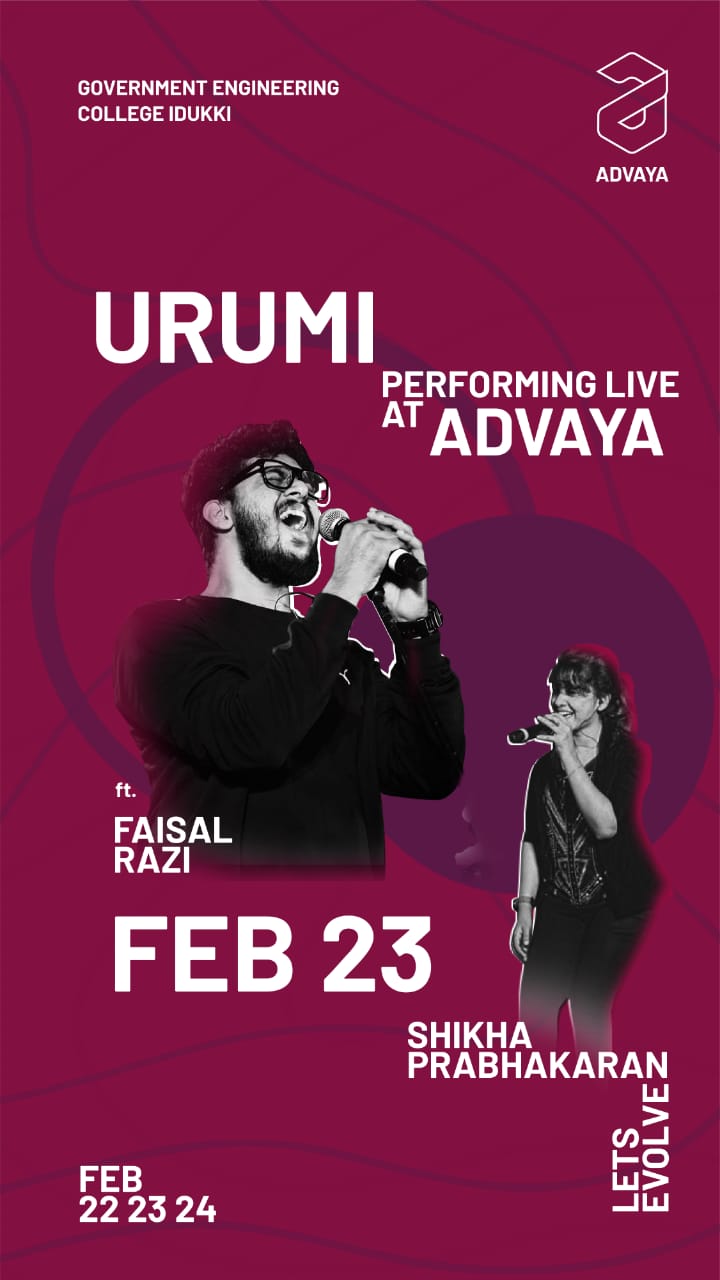 GOVERNMENT ENGINEERING
COLLEGE IDUKKI
ADVAYA
URUMI
PERFORMING LIVE
AT ADVAYA
ft.
FAISAL
RAZI
FEB 23
SHIKHA
PRABHAKARAN
LETS
EVOLVE
FEB
22 23 24